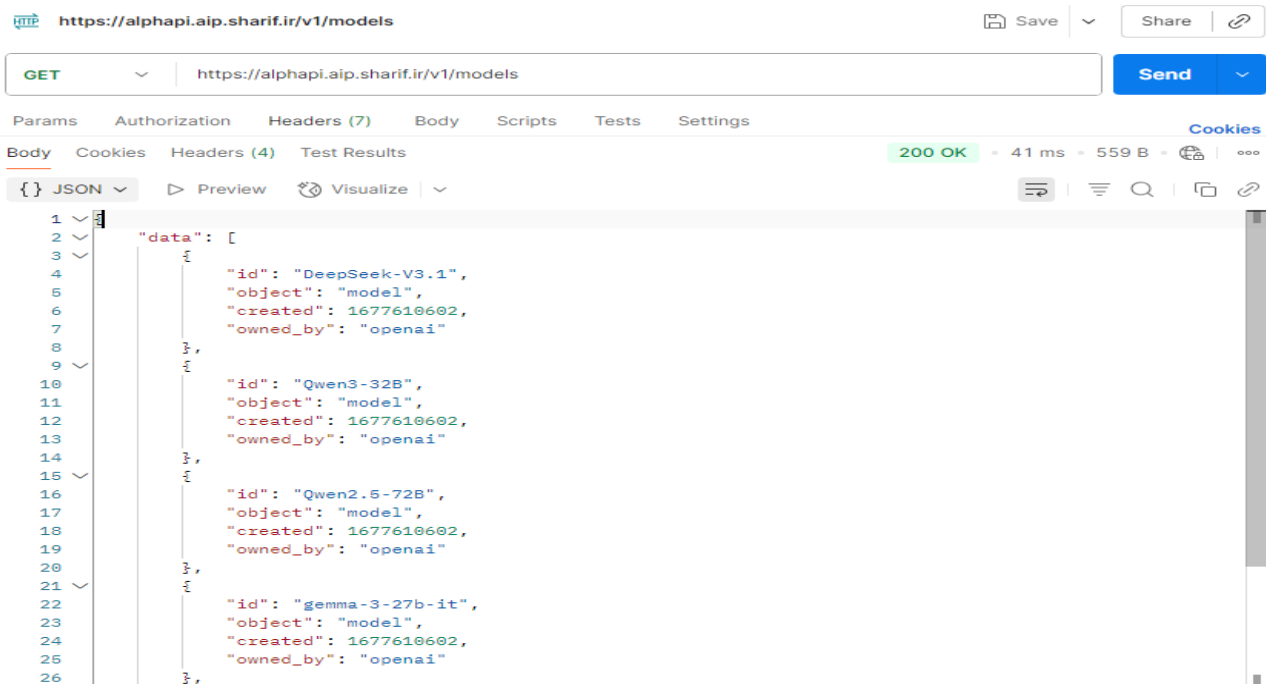 HTTP https://alphapi.aip.sharif.ir/v1/models Save Share
GET https://alphapi.aip.sharif.ir/v1/models Send
Params Authorization Headers (7) Body Scripts Tests Settings Cookies
Body Cookies Headers (4) Test Results 200 OK • 41 ms • 559 B
{} JSON Preview Visualize
1 {
2 "data": [
3 {
4 "id": "DeepSeek-V3.1",
5 "object": "model",
6 "created": 1677610602,
7 "owned_by": "openai"
8 },
9 {
10 "id": "Qwen3-32B",
11 "object": "model",
12 "created": 1677610602,
13 "owned_by": "openai"
14 },
15 {
16 "id": "Qwen2.5-72B",
17 "object": "model",
18 "created": 1677610602,
19 "owned_by": "openai"
20 },
21 {
22 "id": "gemma-3-27b-it",
23 "object": "model",
24 "created": 1677610602,
25 "owned_by": "openai"
26 },